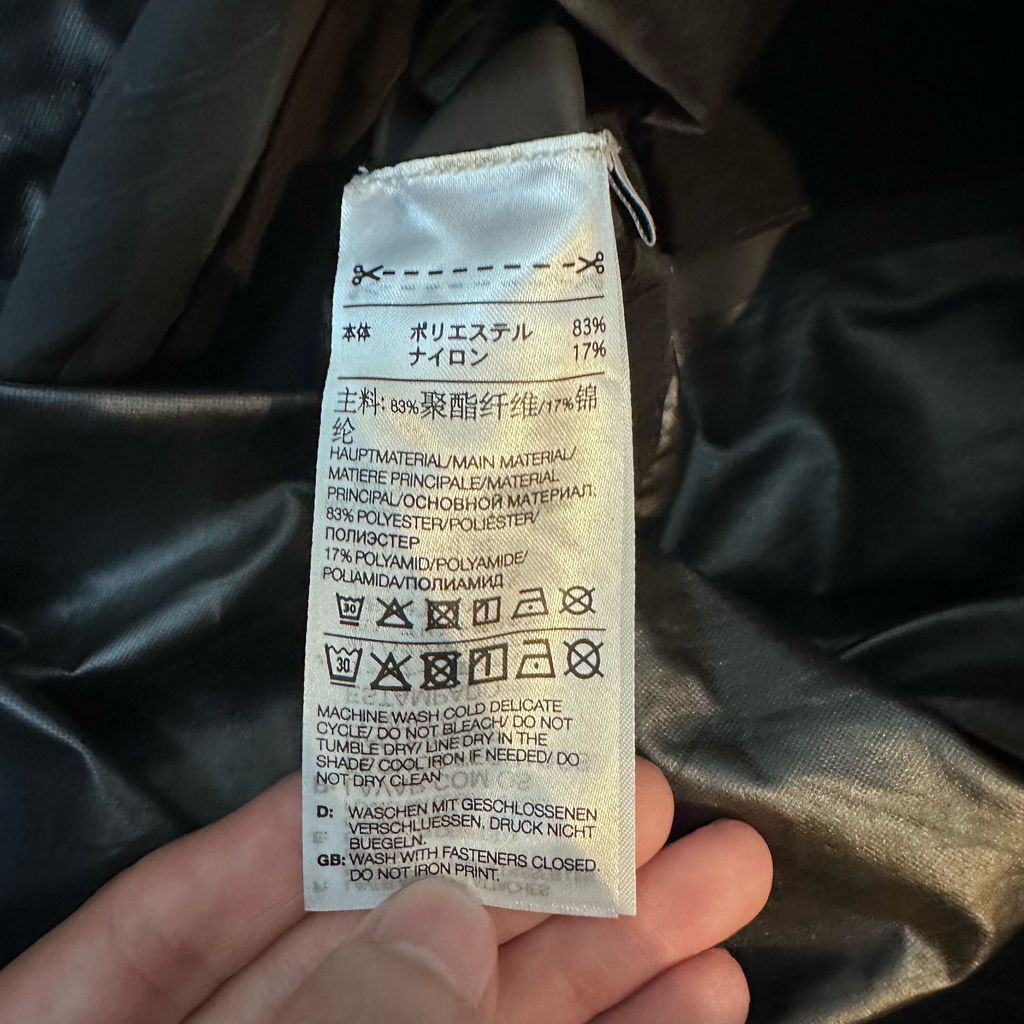 本体 ポリエステル 83%
ナイロン 17%
主料: 83%聚酯纤维/17%锦
纶
HAUPTMATERIAL/MAIN MATERIAL/
MATIERE PRINCIPALE/MATERIAL
PRINCIPAL/ОСНОВНОЙ МАТЕРИАЛ:
83% POLYESTER/POLIESTER/
ПОЛИЭСТЕР
17% POLYAMID/POLYAMIDE/
POLIAMIDA/ПОЛИАМИД
30
30
MACHINE WASH COLD DELICATE
CYCLE/ DO NOT BLEACH/ DO NOT
TUMBLE DRY/ LINE DRY IN THE
SHADE/ COOL IRON IF NEEDED/ DO
NOT DRY CLEAN
D: WASCHEN MIT GESCHLOSSENEN
VERSCHLUESSEN. DRUCK NICHT
BUEGELN.
GB: WASH WITH FASTENERS CLOSED.
DO NOT IRON PRINT.